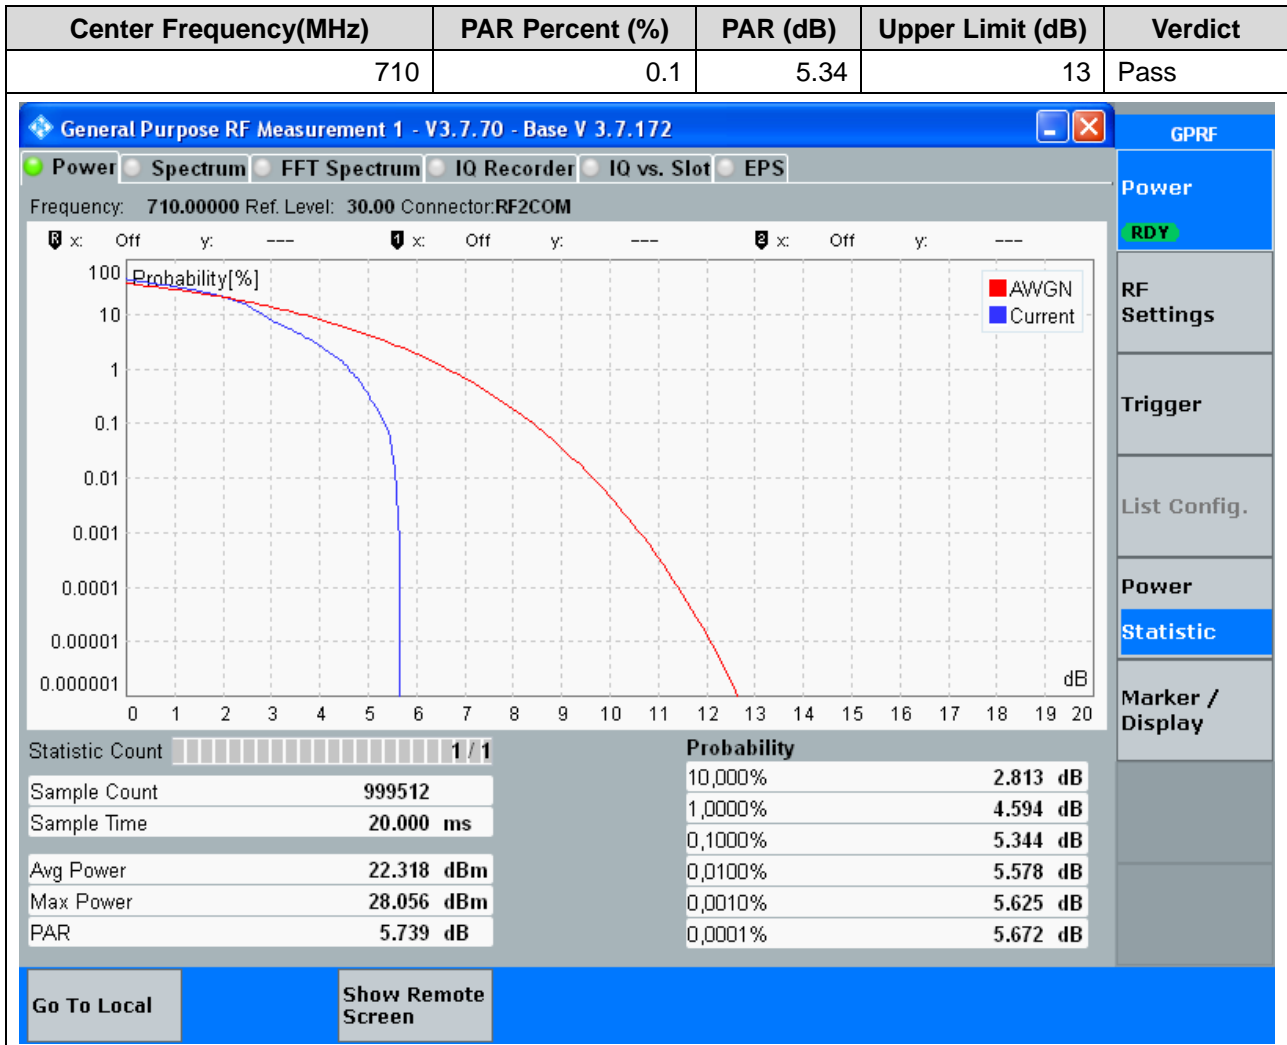 Center Frequency(MHz) PAR Percent (%) PAR (dB) Upper Limit (dB) Verdict
710 0.1 5.34 13 Pass
General Purpose RF Measurement 1 - V3.7.70 - Base V 3.7.172
GPRF
Power Spectrum FFT Spectrum IQ Recorder IQ vs. Slot EPS
Power
RDY
Frequency: 710.00000 Ref. Level: 30.00 Connector:RF2COM
R x: Off y: --- 1 x: Off y: --- 2 x: Off y: ---
Probability[%]
AWGN
Current
100
10
1
0.1
0.01
0.001
0.0001
0.00001
0.000001
dB
0 1 2 3 4 5 6 7 8 9 10 11 12 13 14 15 16 17 18 19 20
RF
Settings
Trigger
List Config.
Power
Statistic
Marker /
Display
Statistic Count 1 / 1
Sample Count 999512
Sample Time 20.000 ms
Avg Power 22.318 dBm
Max Power 28.056 dBm
PAR 5.739 dB
Probability
10,000% 2.813 dB
1,0000% 4.594 dB
0,1000% 5.344 dB
0,0100% 5.578 dB
0,0010% 5.625 dB
0,0001% 5.672 dB
Go To Local
Show Remote
Screen